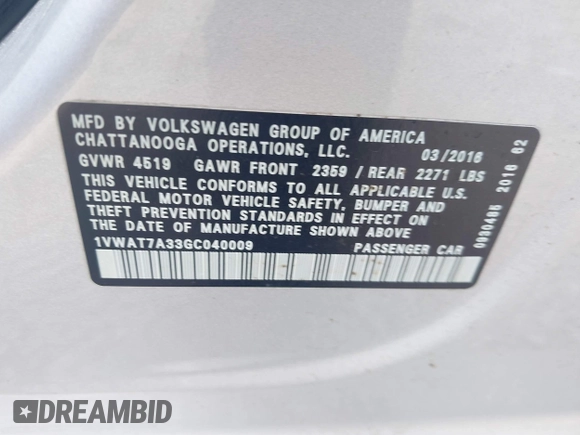 MFD BY VOLKSWAGEN GROUP OF AMERICA
CHATTANOOGA OPERATIONS, LLC. 03/2016
GVWR 4519 GAWR FRONT 2359 / REAR 2271 LBS
THIS VEHICLE CONFORMS TO ALL APPLICABLE U.S.
FEDERAL MOTOR VEHICLE SAFETY, BUMPER AND
THEFT PREVENTION STANDARDS IN EFFECT ON
THE DATE OF MANUFACTURE SHOWN ABOVE
1VWAT7A33GC040009 PASSENGER CAR
0990486 2016 62
DREAMBID